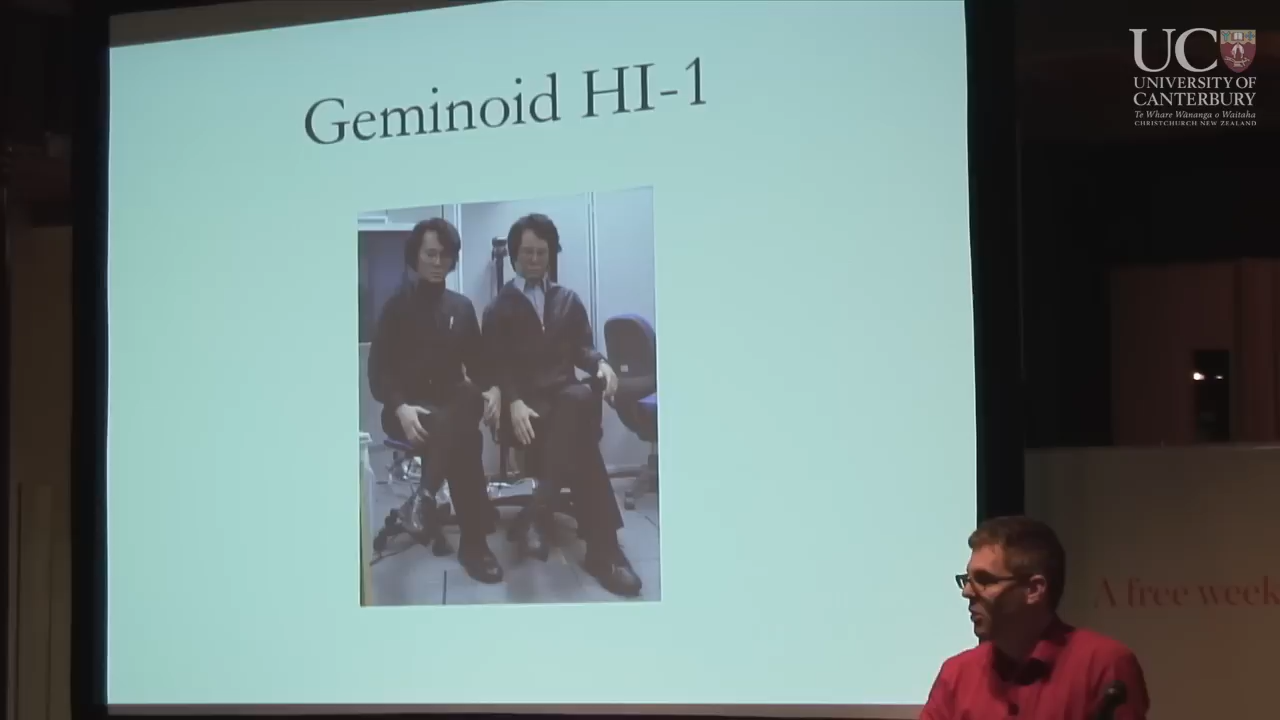 Geminoid HI-1
UC
UNIVERSITY OF
CANTERBURY
Te Whare Wānanga o Waitaha
CHRISTCHURCH NEW ZEALAND
A free week